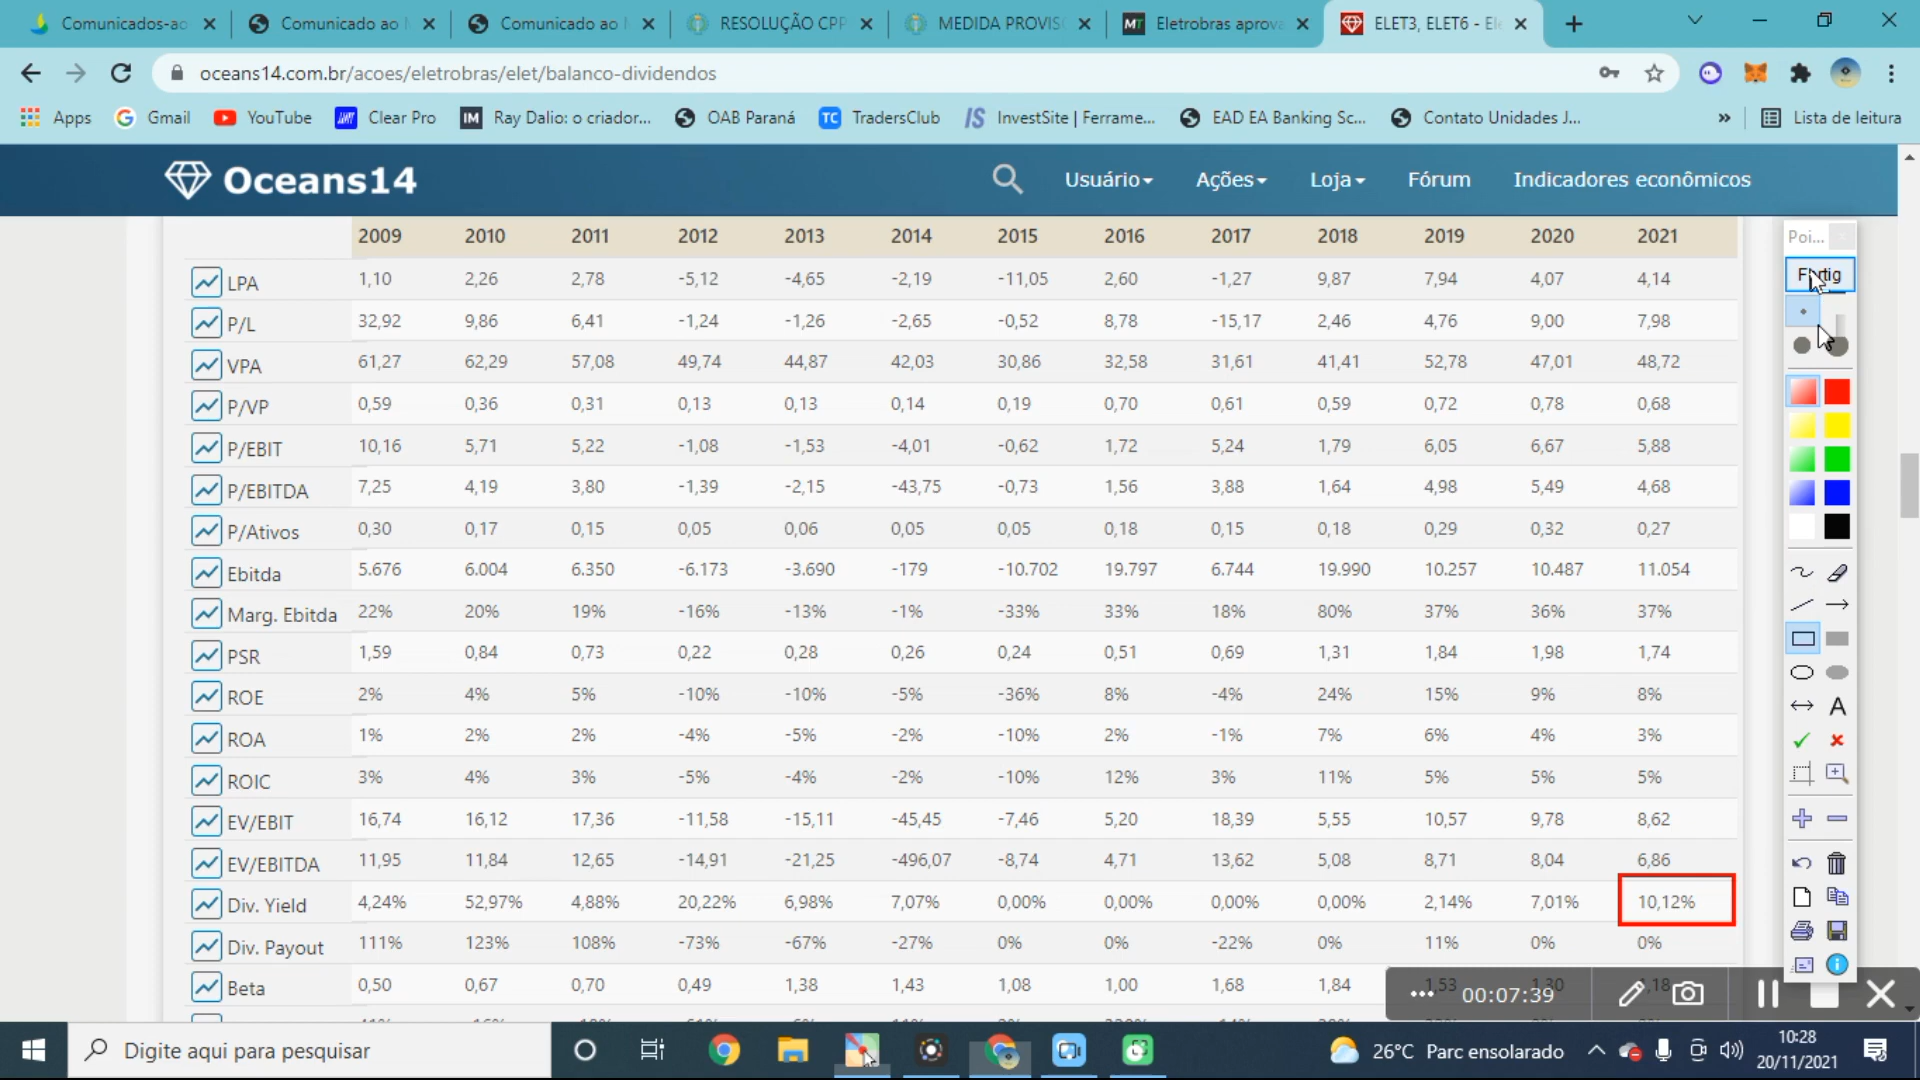 Comunicados-ao
Comunicado ao M
Comunicado ao M
RESOLUÇÃO CPP
MEDIDA PROVISÓ
MT
Eletrobras aprova
ELET3, ELET6 - Ele
oceans14.com.br/acoes/eletrobras/elet/balanco-dividendos
Apps
Gmail
YouTube
Clear Pro
IM
Ray Dalio: o criador...
OAB Paraná
TC
TradersClub
IS
InvestSite | Ferrame...
EAD EA Banking Sc...
Contato Unidades J...
»
Lista de leitura
Oceans14
Usuário
Ações
Loja
Fórum
Indicadores econômicos
2009 2010 2011 2012 2013 2014 2015 2016 2017 2018 2019 2020 2021
LPA 1,10 2,26 2,78 -5,12 -4,65 -2,19 -11,05 2,60 -1,27 9,87 7,94 4,07 4,14
P/L 32,92 9,86 6,41 -1,24 -1,26 -2,65 -0,52 8,78 -15,17 2,46 4,76 9,00 7,98
VPA 61,27 62,29 57,08 49,74 44,87 42,03 30,86 32,58 31,61 41,41 52,78 47,01 48,72
P/VP 0,59 0,36 0,31 0,13 0,13 0,14 0,19 0,70 0,61 0,59 0,72 0,78 0,68
P/EBIT 10,16 5,71 5,22 -1,08 -1,53 -4,01 -0,62 1,72 5,24 1,79 6,05 6,67 5,88
P/EBITDA 7,25 4,19 3,80 -1,39 -2,15 -43,75 -0,73 1,56 3,88 1,64 4,98 5,49 4,68
P/Ativos 0,30 0,17 0,15 0,05 0,06 0,05 0,05 0,18 0,15 0,18 0,29 0,32 0,27
Ebitda 5.676 6.004 6.350 -6.173 -3.690 -179 -10.702 19.797 6.744 19.990 10.257 10.487 11.054
Marg. Ebitda 22% 20% 19% -16% -13% -1% -33% 33% 18% 80% 37% 36% 37%
PSR 1,59 0,84 0,73 0,22 0,28 0,26 0,24 0,51 0,69 1,31 1,84 1,98 1,74
ROE 2% 4% 5% -10% -10% -5% -36% 8% -4% 24% 15% 9% 8%
ROA 1% 2% 2% -4% -5% -2% -10% 2% -1% 7% 6% 4% 3%
ROIC 3% 4% 3% -5% -4% -2% -10% 12% 3% 11% 5% 5% 5%
EV/EBIT 16,74 16,12 17,36 -11,58 -15,11 -45,45 -7,46 5,20 18,39 5,55 10,57 9,78 8,62
EV/EBITDA 11,95 11,84 12,65 -14,91 -21,25 -496,07 -8,74 4,71 13,62 5,08 8,71 8,04 6,86
Div. Yield 4,24% 52,97% 4,88% 20,22% 6,98% 7,07% 0,00% 0,00% 0,00% 0,00% 2,14% 7,01% 10,12%
Div. Payout 111% 123% 108% -73% -67% -27% 0% 0% -22% 0% 11% 0% 0%
Beta 0,50 0,67 0,70 0,49 1,38 1,43 1,08 1,00 1,68 1,84 1,53 1,30
Poi...
Fertig
A
00:07:39
Digite aqui para pesquisar
26°C Parc ensolarado
10:28
20/11/2021